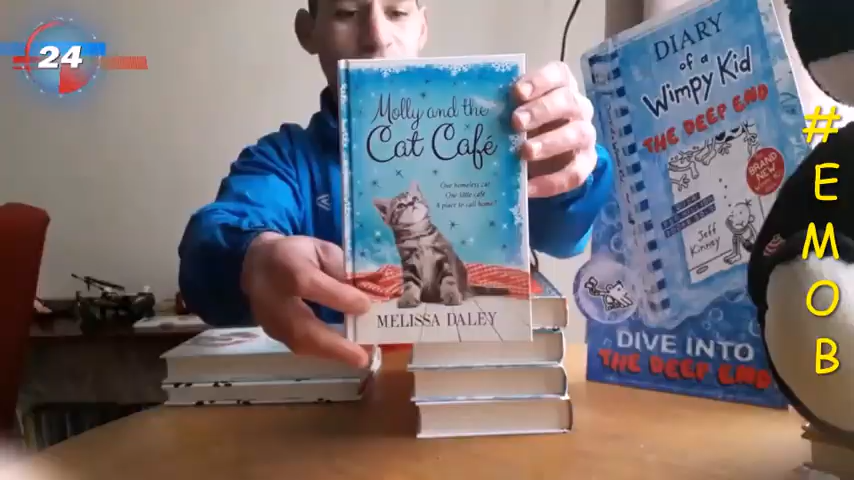 24
Molly and the
Cat Café
One homeless cat.
One little café.
A place to call home?
MELISSA DALEY
DIARY
of a
Wimpy Kid
THE DEEP END
BRAND
NEW
Jeff
Kinney
DIVE INTO
THE DEEP END
#EMOB